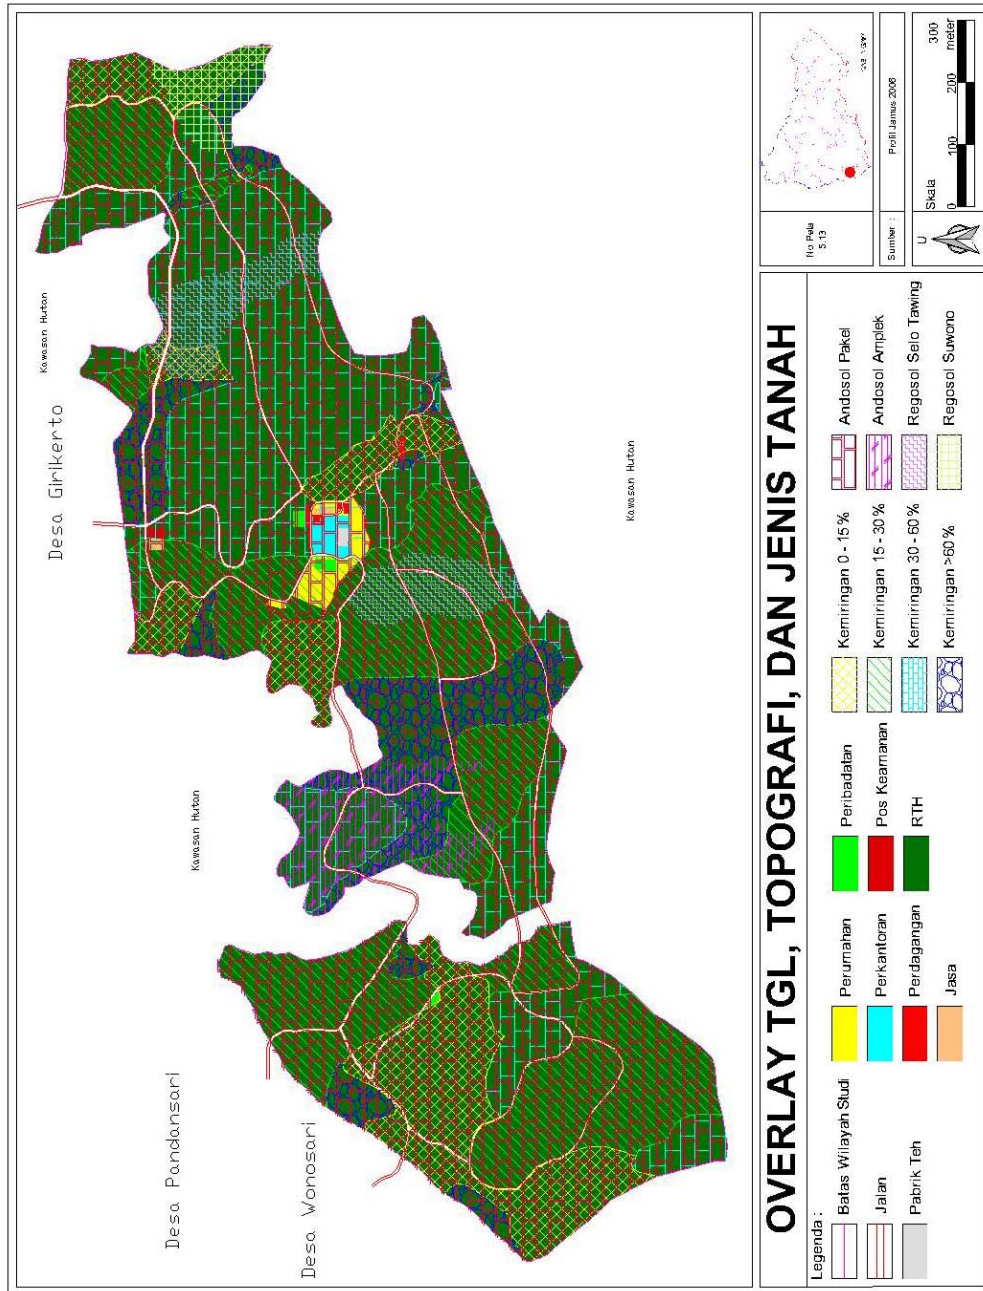 Desa Pandansari
Desa Wonosari
Kawasan Hutan
Desa Girikerto
Kawasan Hutan
Kawasan Hutan
OVERLAY TGL, TOPOGRAFI, DAN JENIS TANAH
Legenda :
Batas Wilayah Studi
Jalan
Pabrik Teh
Perumahan
Perkantoran
Perdagangan
Jasa
Peribadatan
Pos Keamanan
RTH
Kemiringan 0 - 15 %
Kemiringan 15 - 30 %
Kemiringan 30 - 60 %
Kemiringan >60 %
Andosol Pakel
Andosol Amplek
Regosol Selo Tawing
Regosol Suwono
No Peta
5.13
Sumber :
Profil Jamus 2006
U
Skala
0 100 200 300
meter